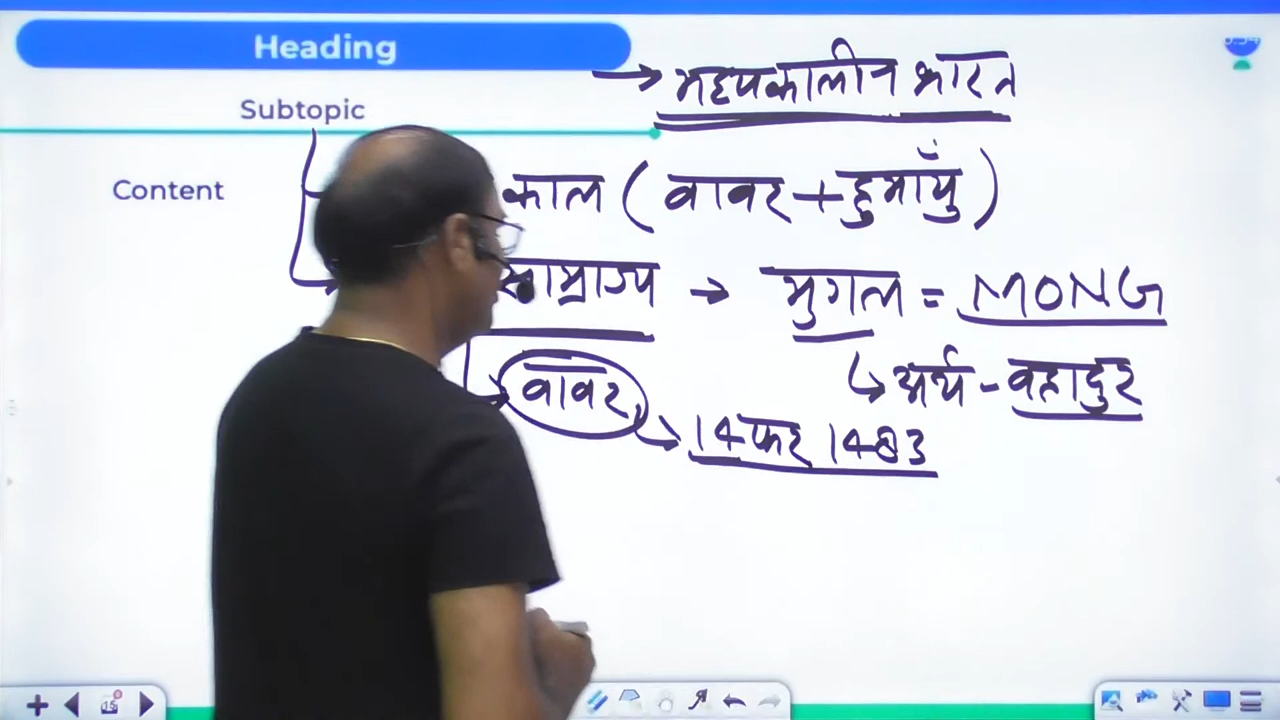 Heading
→ मध्यकालीन भारत
Subtopic
Content
काल ( बाबर + हुमायुँ )
साम्राज्य → मुगल = MONG
↳ अर्थ - बहादुर
बाबर
↳ 14 फर 1483